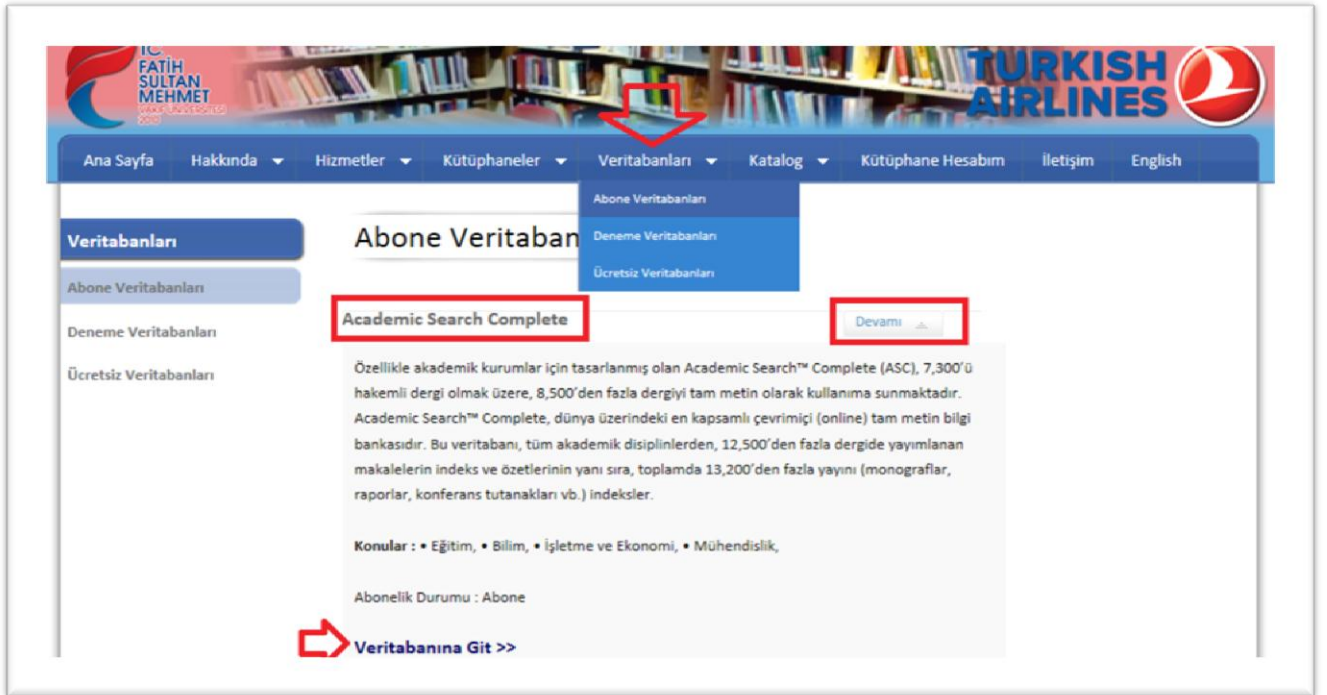 FATİH
SULTAN
MEHMET
TURKISH
AIRLINES
Ana Sayfa Hakkında Hizmetler Kütüphaneler Veritabanları Katalog Kütüphane Hesabım İletişim English
Abone Veritabanları
Deneme Veritabanları
Ücretsiz Veritabanları
Veritabanları
Abone Veritabanları
Deneme Veritabanları
Ücretsiz Veritabanları
Abone Veritaban
Academic Search Complete
Devamı
Özellikle akademik kurumlar için tasarlanmış olan Academic Search™ Complete (ASC), 7,300’ü
hakemli dergi olmak üzere, 8,500’den fazla dergiyi tam metin olarak kullanıma sunmaktadır.
Academic Search™ Complete, dünya üzerindeki en kapsamlı çevrimiçi (online) tam metin bilgi
bankasıdır. Bu veritabanı, tüm akademik disiplinlerden, 12,500’den fazla dergide yayımlanan
makalelerin indeks ve özetlerinin yanı sıra, toplamda 13,200’den fazla yayını (monograflar,
raporlar, konferans tutanakları vb.) indeksler.
Konular : • Eğitim, • Bilim, • İşletme ve Ekonomi, • Mühendislik,
Abonelik Durumu : Abone
Veritabanına Git >>